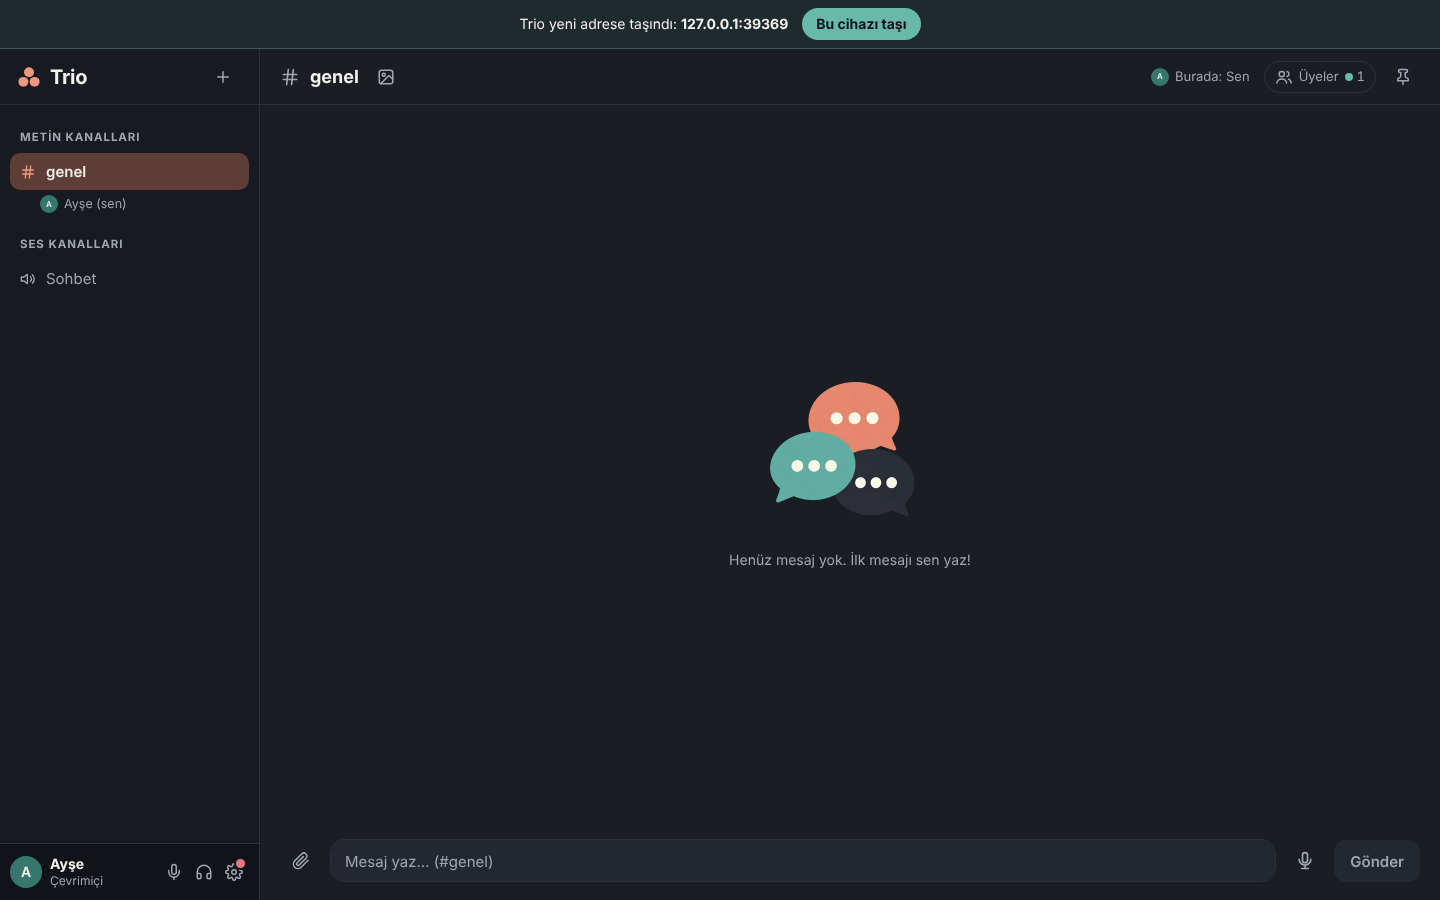 Trio yeni adrese taşındı: 127.0.0.1:39369 Bu cihazı taşı
Trio
# genel
A Burada: Sen
Üyeler 1
METİN KANALLARI
# genel
A Ayşe (sen)
SES KANALLARI
Sohbet
Henüz mesaj yok. İlk mesajı sen yaz!
A Ayşe
Çevrimiçi
Mesaj yaz... (#genel)
Gönder